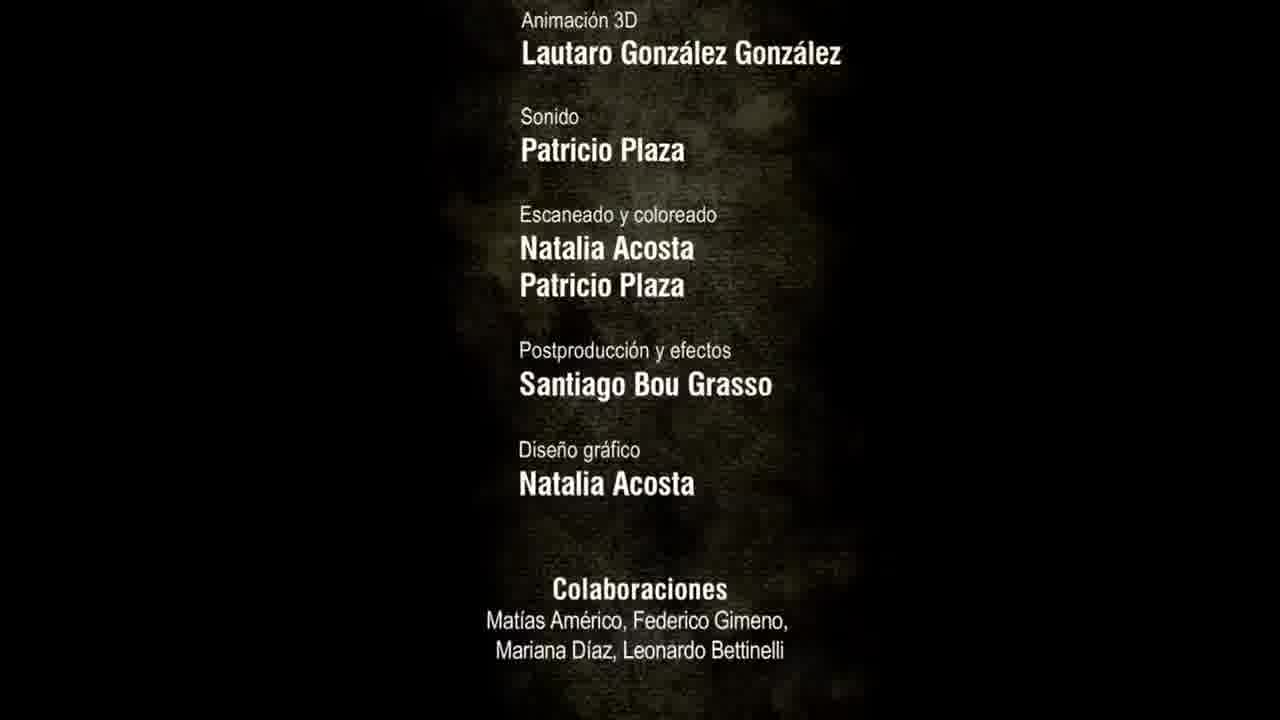 Animación 3D
Lautaro González González
Sonido
Patricio Plaza
Escaneado y coloreado
Natalia Acosta
Patricio Plaza
Postproducción y efectos
Santiago Bou Grasso
Diseño gráfico
Natalia Acosta
Colaboraciones
Matías Américo, Federico Gimeno,
Mariana Díaz, Leonardo Bettinelli